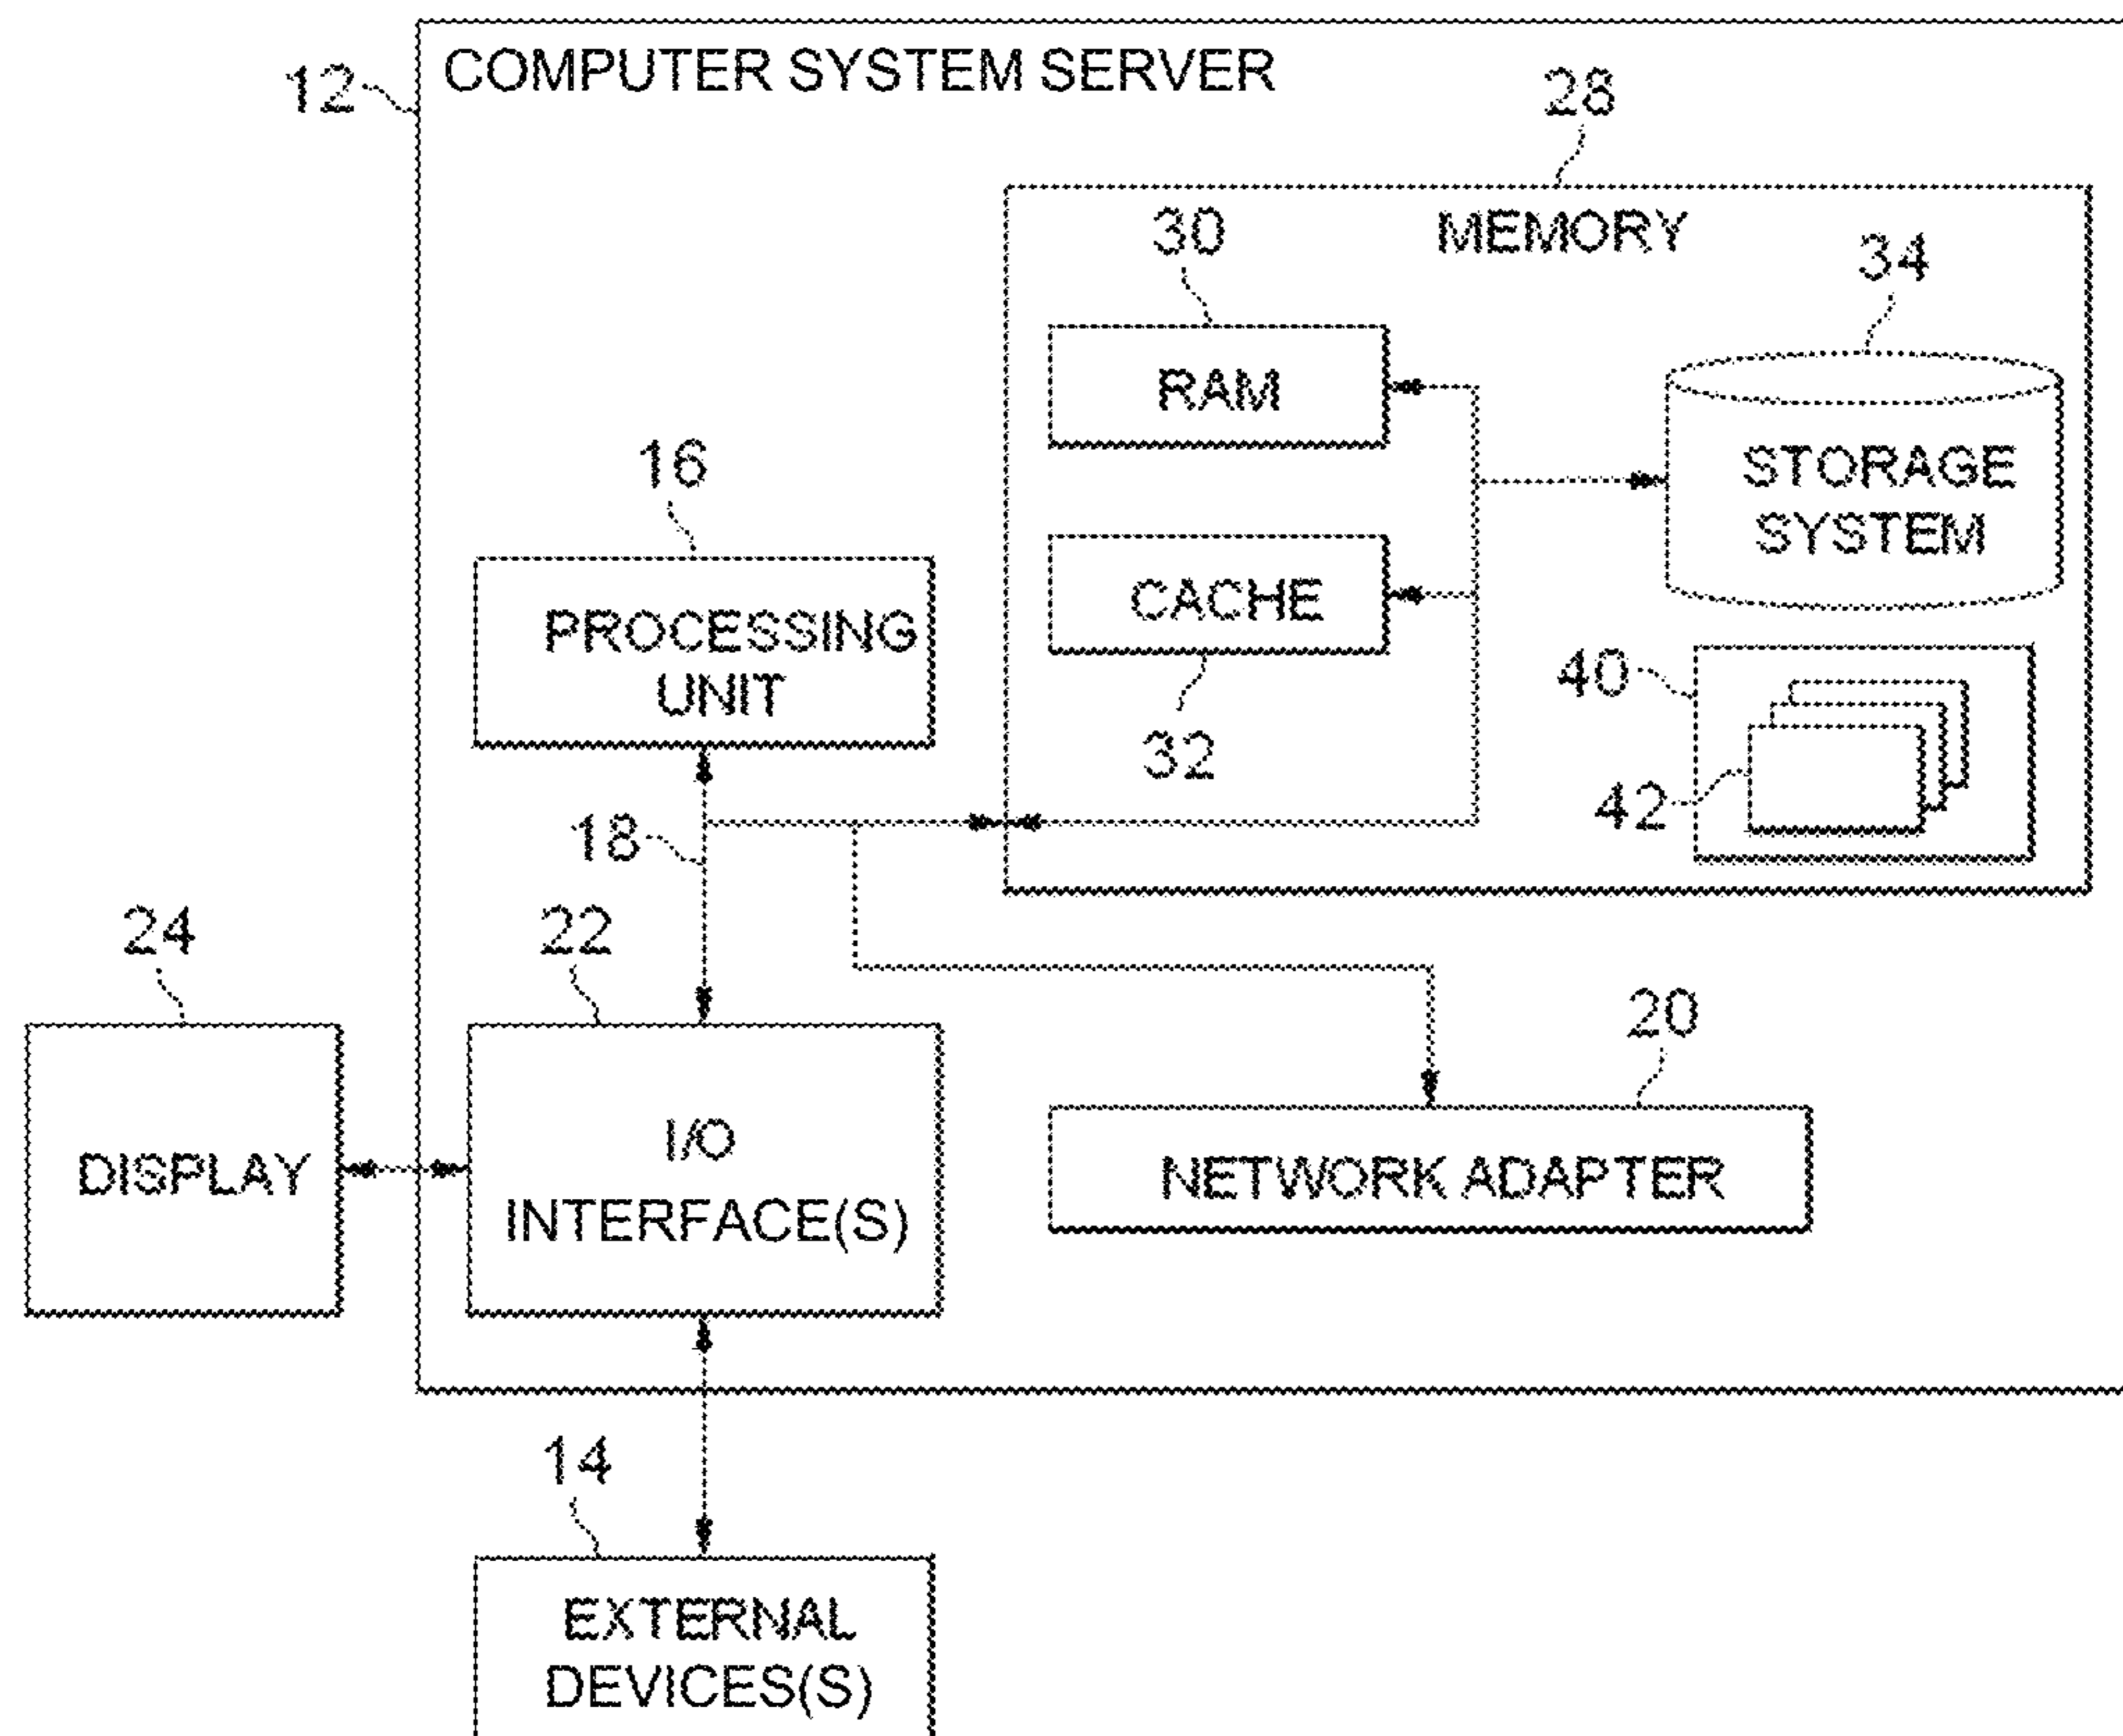 12
COMPUTER SYSTEM SERVER
28
MEMORY
30
34
RAM
STORAGE
SYSTEM
16
PROCESSING
UNIT
CACHE
32
40
42
18
22
24
20
DISPLAY
I/O
INTERFACE(S)
NETWORK ADAPTER
14
EXTERNAL
DEVICES(S)